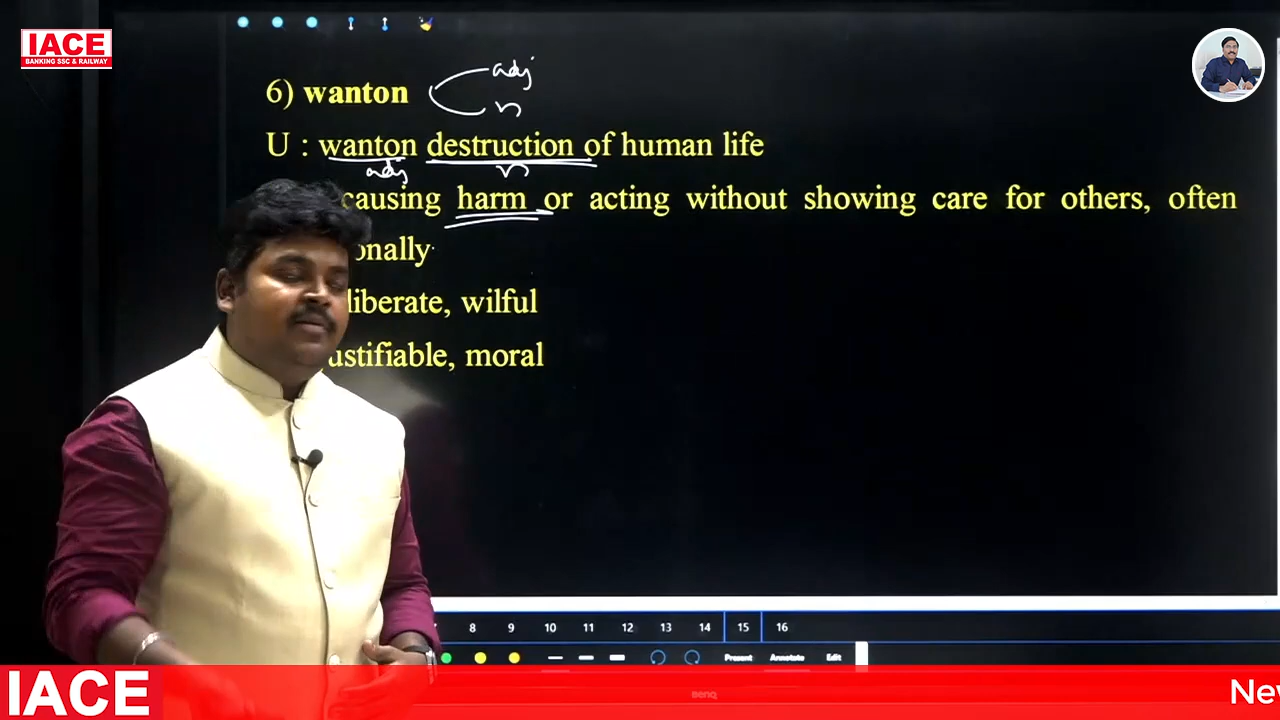 IACE
BANKING SSC & RAILWAY
6) wanton
adj
n
U : wanton destruction of human life
adj n
causing harm or acting without showing care for others, often
onally
liberate, wilful
ustifiable, moral
8 9 10 11 12 13 14 15 16
Present Annotate Edit
BenQ
IACE
Nev